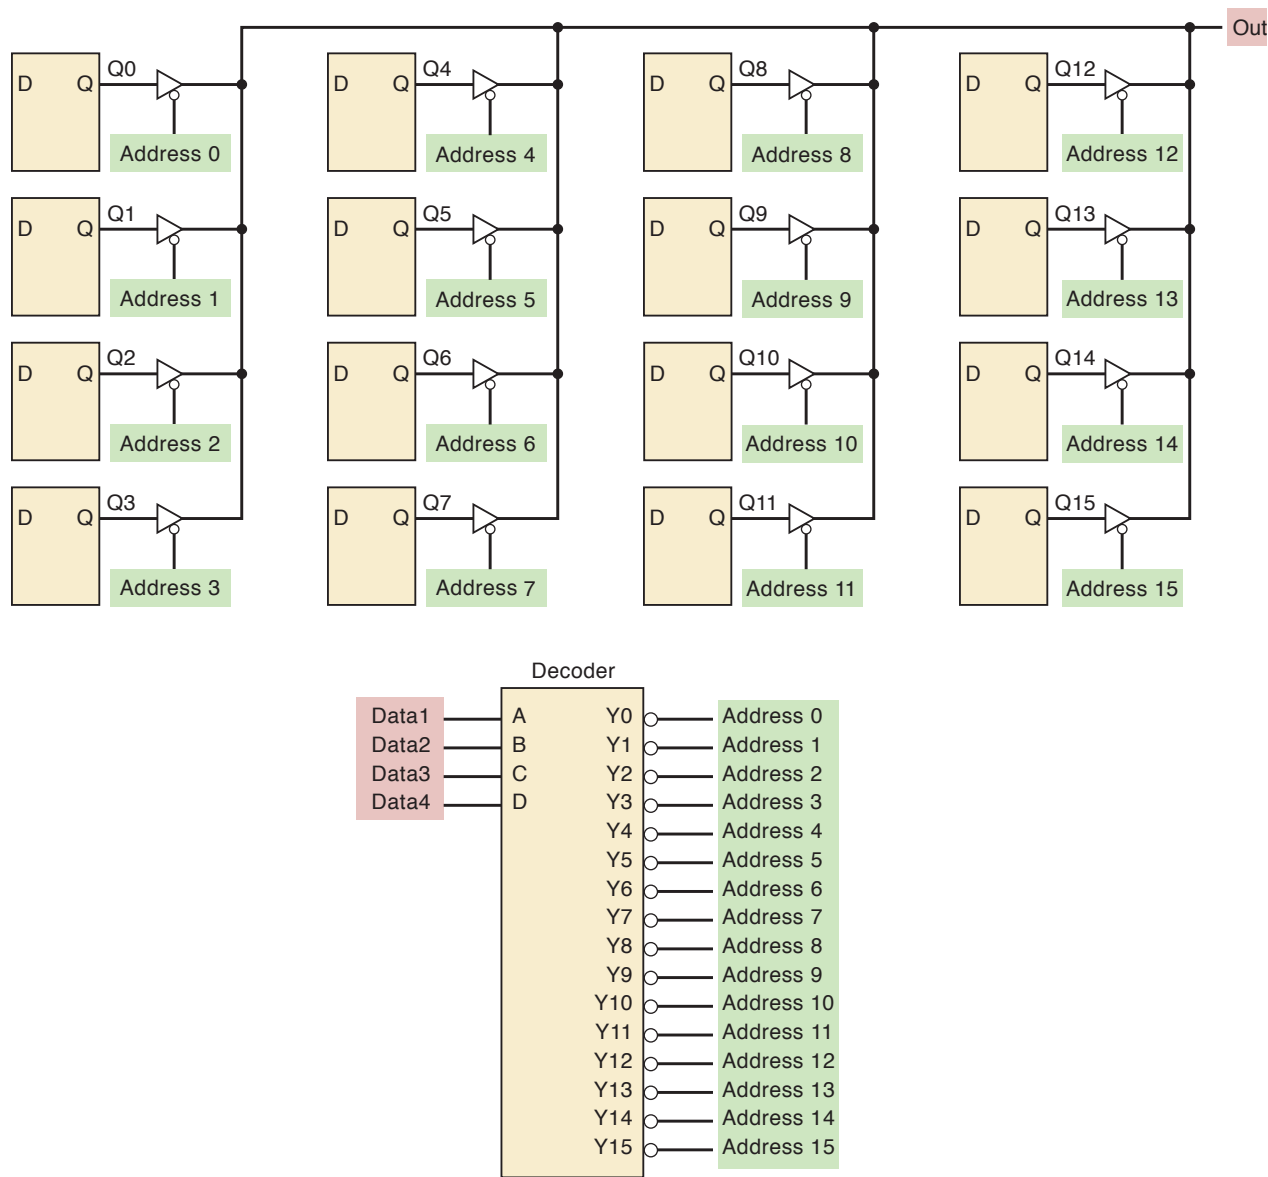 Out
Q0 Q4 Q8 Q12
D Q D Q D Q D Q
Address 0 Address 4 Address 8 Address 12
Q1 Q5 Q9 Q13
D Q D Q D Q D Q
Address 1 Address 5 Address 9 Address 13
Q2 Q6 Q10 Q14
D Q D Q D Q D Q
Address 2 Address 6 Address 10 Address 14
Q3 Q7 Q11 Q15
D Q D Q D Q D Q
Address 3 Address 7 Address 11 Address 15
Decoder
Data1 A Y0 Address 0
Data2 B Y1 Address 1
Data3 C Y2 Address 2
Data4 D Y3 Address 3
Y4 Address 4
Y5 Address 5
Y6 Address 6
Y7 Address 7
Y8 Address 8
Y9 Address 9
Y10 Address 10
Y11 Address 11
Y12 Address 12
Y13 Address 13
Y14 Address 14
Y15 Address 15